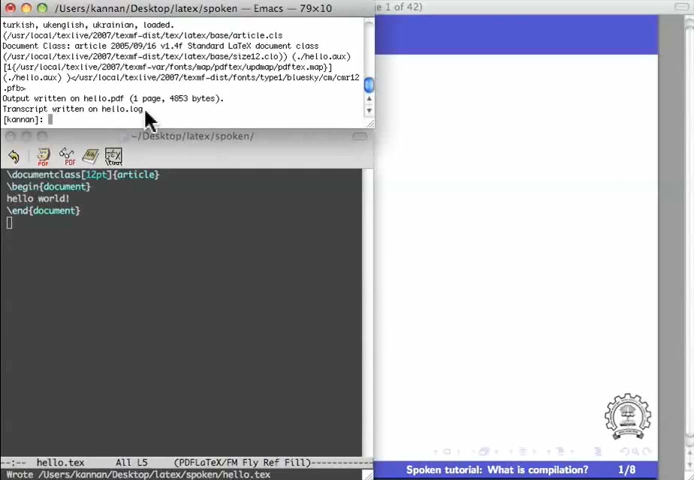 /Users/kannan/Desktop/latex/spoken — Emacs — 79×10
turkish, ukenglish, ukrainian, loaded.
(/usr/local/texlive/2007/texmf-dist/tex/latex/base/article.cls
Document Class: article 2005/09/16 v1.4f Standard LaTeX document class
(/usr/local/texlive/2007/texmf-dist/tex/latex/base/size12.clo)) (./hello.aux)
[1{/usr/local/texlive/2007/texmf-var/fonts/map/pdftex/updmap/pdftex.map}]
(./hello.aux) )</usr/local/texlive/2007/texmf-dist/fonts/type1/bluesky/cm/cmr12
.pfb>
Output written on hello.pdf (1 page, 4853 bytes).
Transcript written on hello.log
[kannan]:
~/Desktop/latex/spoken/
PDF PDF
\documentclass[12pt]{article}
\begin{document}
hello world!
\end{document}
--:-- hello.tex All L5 (PDFLaTeX/FM Fly Ref Fill)
Wrote /Users/kannan/Desktop/latex/spoken/hello.tex
1 of 42)
Spoken tutorial: What is compilation? 1/8